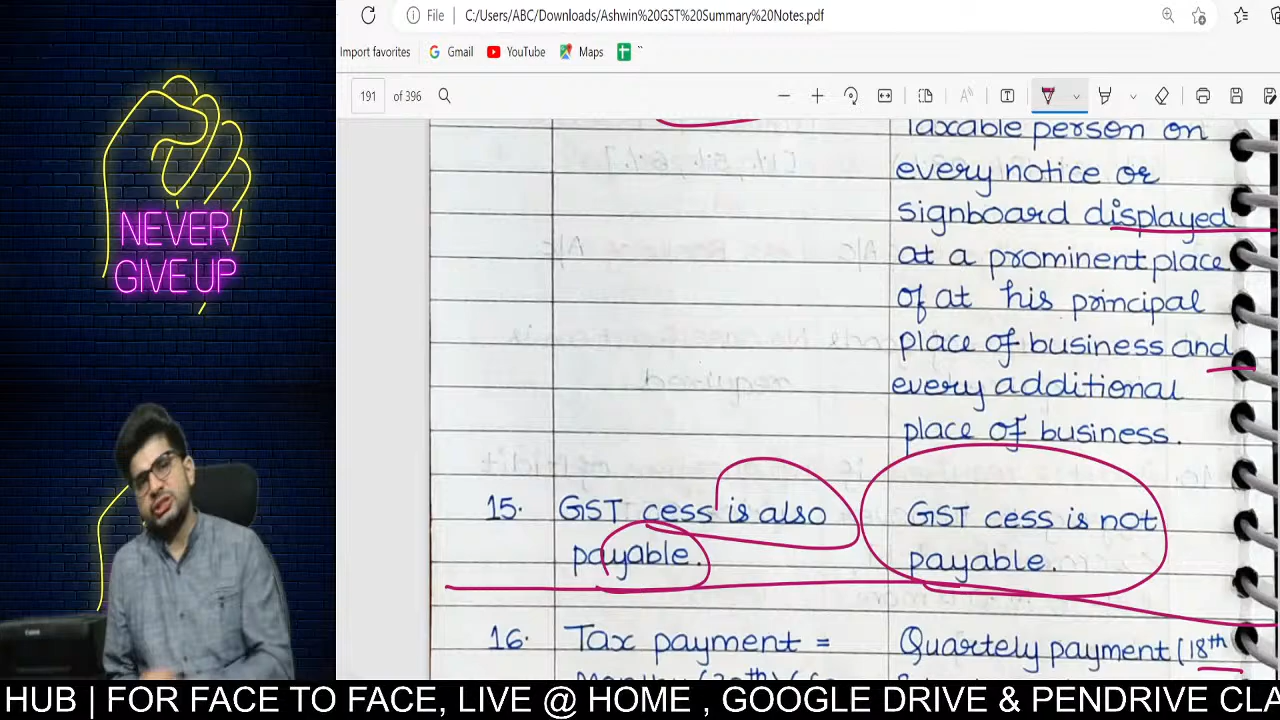 File C:/Users/ABC/Downloads/Ashwin%20GST%20Summary%20Notes.pdf
Import favorites Gmail YouTube Maps
191 of 396
NEVER
GIVE UP
Taxable person on
every notice or
signboard displayed
at a prominent place
of at his principal
place of business and
every additional
place of business.
15. GST cess is also payable.
GST cess is not payable.
16. Tax payment =
Quartely payment (18th
HUB | FOR FACE TO FACE, LIVE @ HOME , GOOGLE DRIVE & PENDRIVE CLA